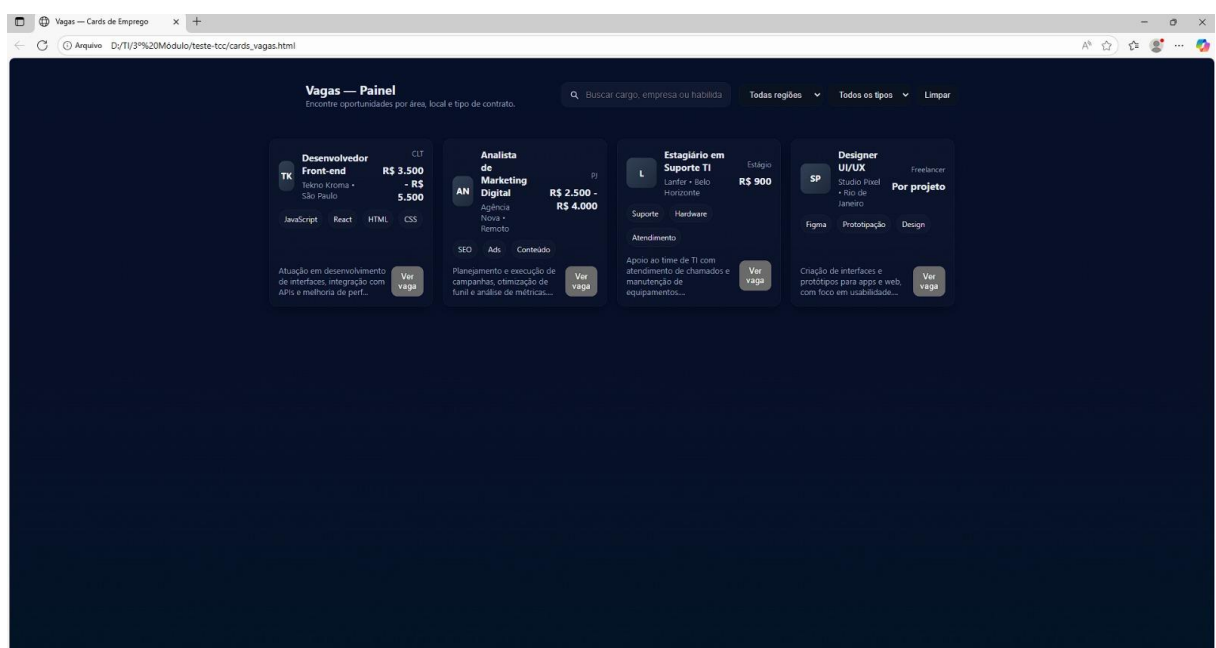 Vagas — Cards de Emprego
Arquivo D:/TI/3º%20Módulo/teste-tcc/cards_vagas.html
Vagas — Painel
Encontre oportunidades por área, local e tipo de contrato.
Buscar cargo, empresa ou habilida
Todas regiões
Todos os tipos
Limpar
TK
Desenvolvedor
Front-end
Tekno Kroma •
São Paulo
CLT
R$ 3.500
- R$
5.500
JavaScript React HTML CSS
Atuação em desenvolvimento
de interfaces, integração com
APIs e melhoria de perf...
Ver
vaga
AN
Analista
de
Marketing
Digital
Agência
Nova •
Remoto
PJ
R$ 2.500 -
R$ 4.000
SEO Ads Conteúdo
Planejamento e execução de
campanhas, otimização de
funil e análise de métricas....
Ver
vaga
L
Estagiário em
Suporte TI
Lanfer • Belo
Horizonte
Estágio
R$ 900
Suporte Hardware
Atendimento
Apoio ao time de TI com
atendimento de chamados e
manutenção de
equipamentos....
Ver
vaga
SP
Designer
UI/UX
Studio Pixel
• Rio de
Janeiro
Freelancer
Por projeto
Figma Prototipação Design
Criação de interfaces e
protótipos para apps e web,
com foco em usabilidade....
Ver
vaga